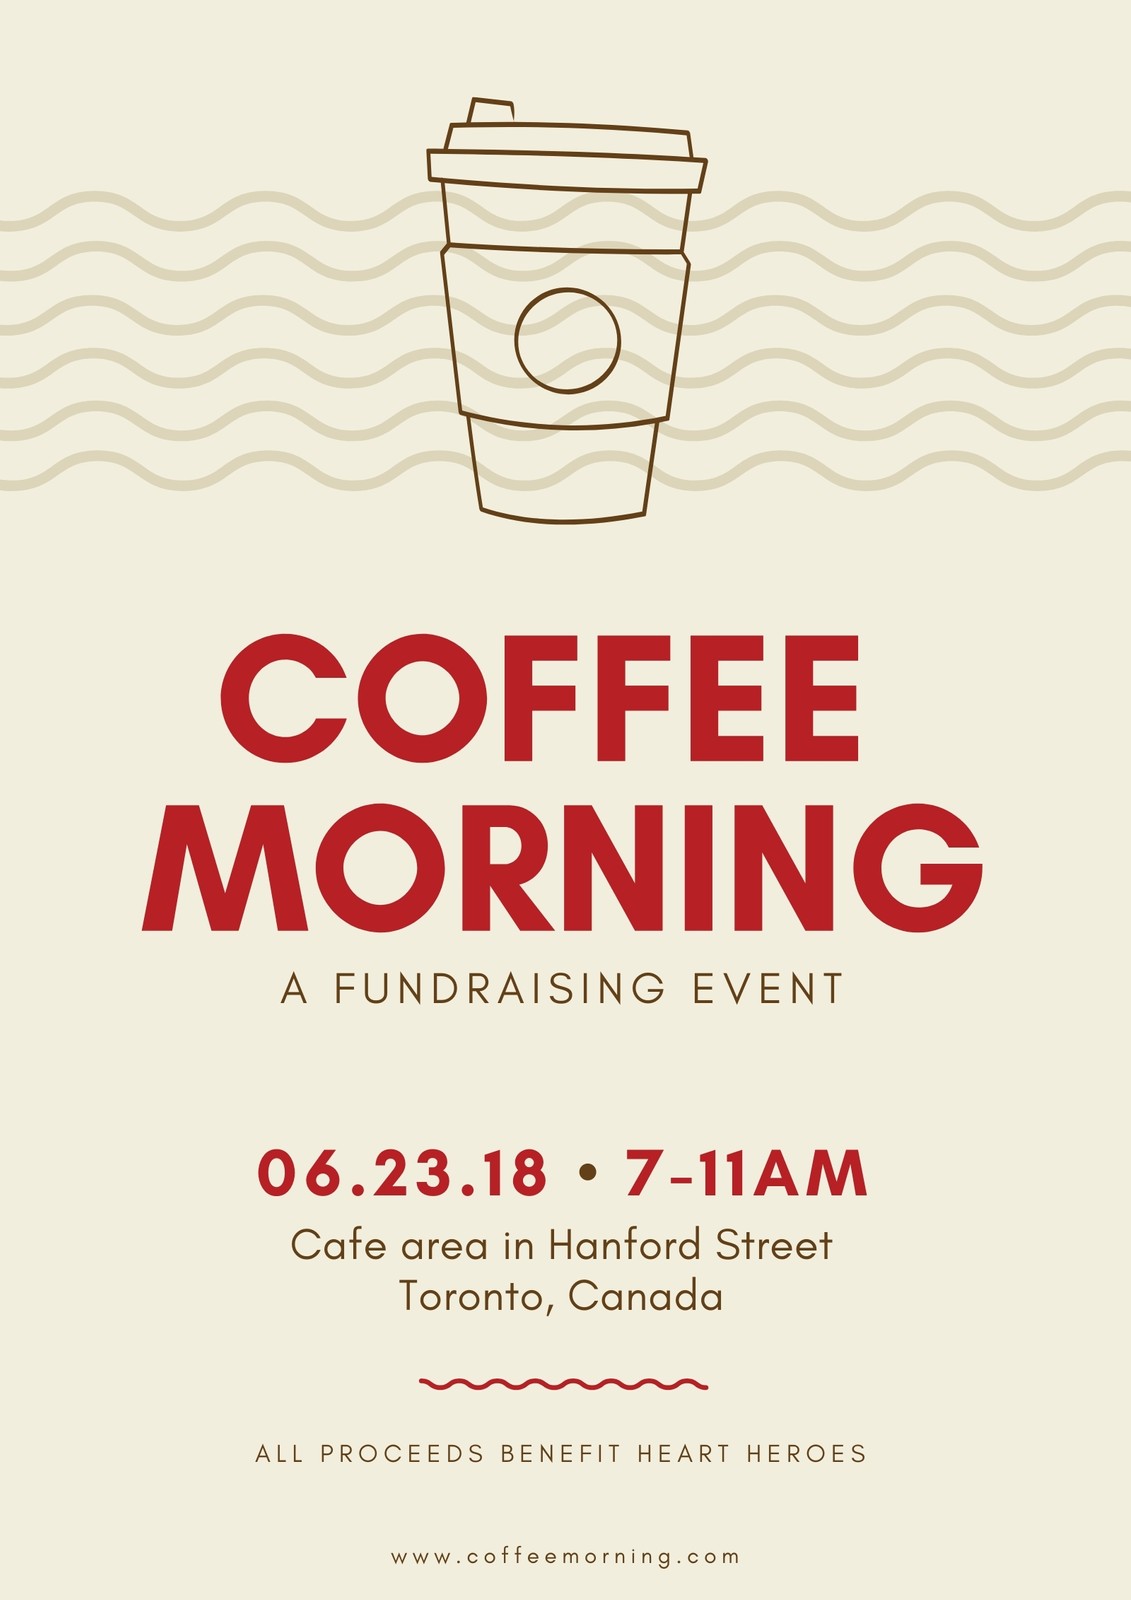 COFFEE
MORNING
A FUNDRAISING EVENT
06.23.18 • 7-11AM
Cafe area in Hanford Street
Toronto, Canada
ALL PROCEEDS BENEFIT HEART HEROES
www.coffeemorning.com